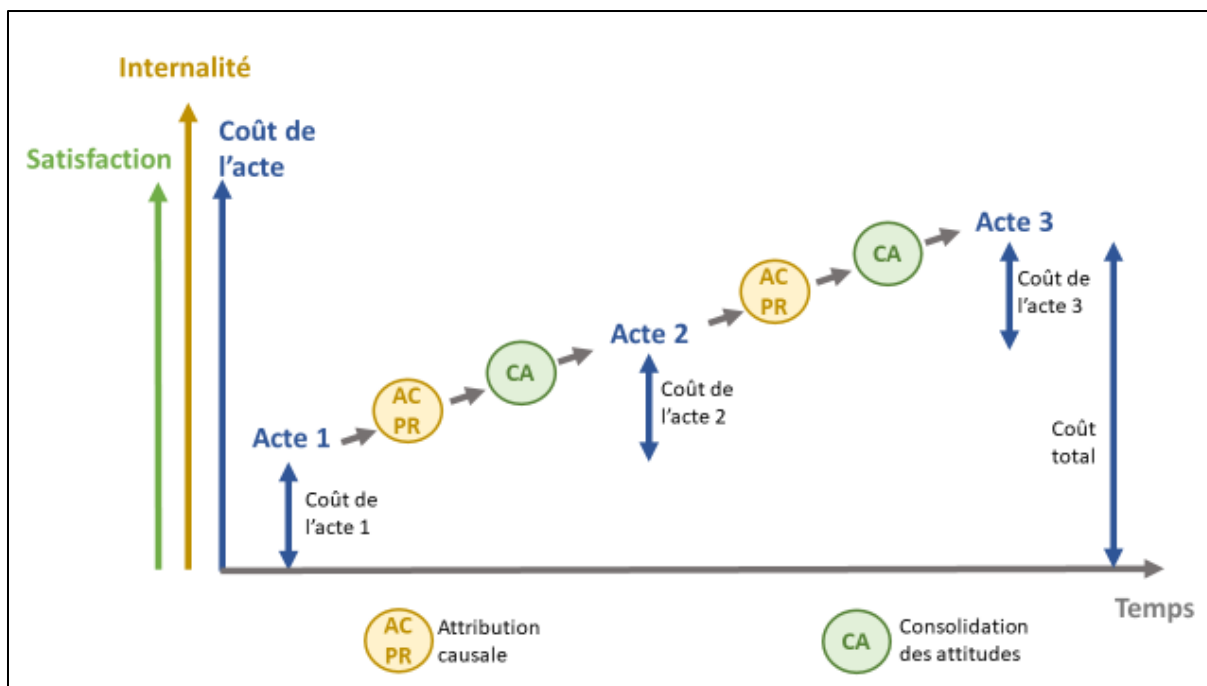 Internalité
Satisfaction
Coût de
l'acte
Acte 1
Coût de
l'acte 1
AC
PR
CA
Acte 2
Coût de
l'acte 2
AC
PR
CA
Acte 3
Coût de
l'acte 3
Coût
total
Temps
AC
PR
Attribution
causale
CA
Consolidation
des attitudes